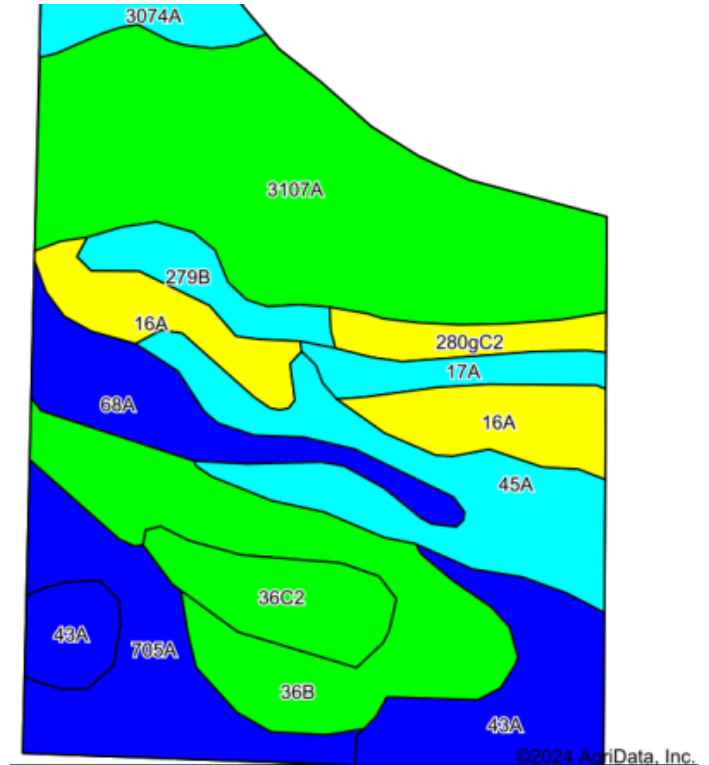 3074A
3107A
279B
16A
280gC2
17A
68A
16A
45A
36C2
43A
705A
36B
43A
©2024 AgriData, Inc.